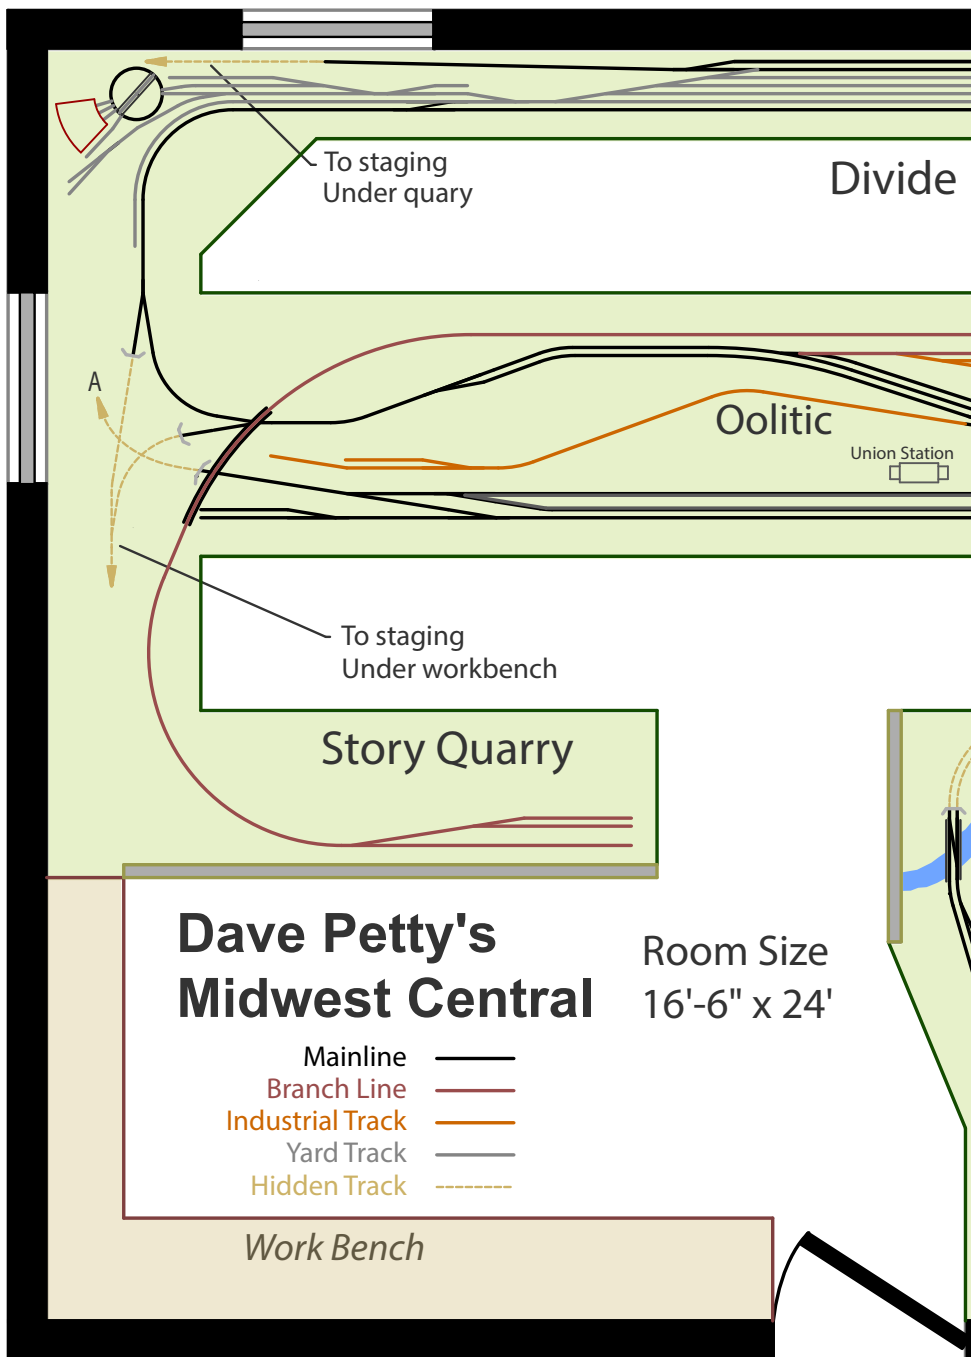 To staging
Under quary
Divide
A
Oolitic
Union Station
To staging
Under workbench
Story Quarry
Dave Petty's
Midwest Central
Room Size
16'-6" x 24'
Mainline
Branch Line
Industrial Track
Yard Track
Hidden Track
Work Bench